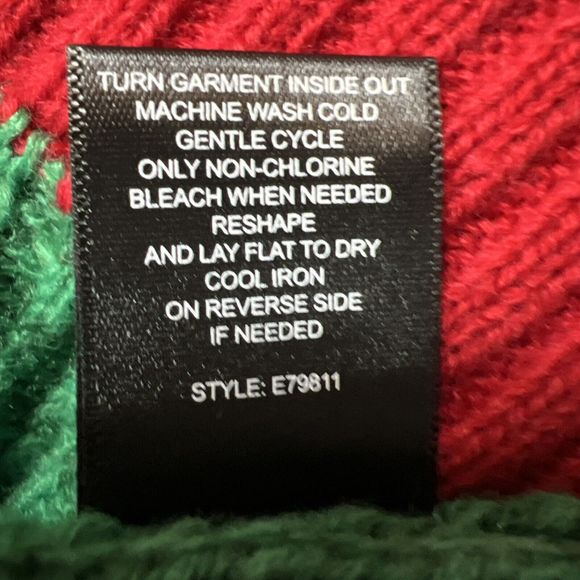 TURN GARMENT INSIDE OUT
MACHINE WASH COLD
GENTLE CYCLE
ONLY NON-CHLORINE
BLEACH WHEN NEEDED
RESHAPE
AND LAY FLAT TO DRY
COOL IRON
ON REVERSE SIDE
IF NEEDED
STYLE: E79811